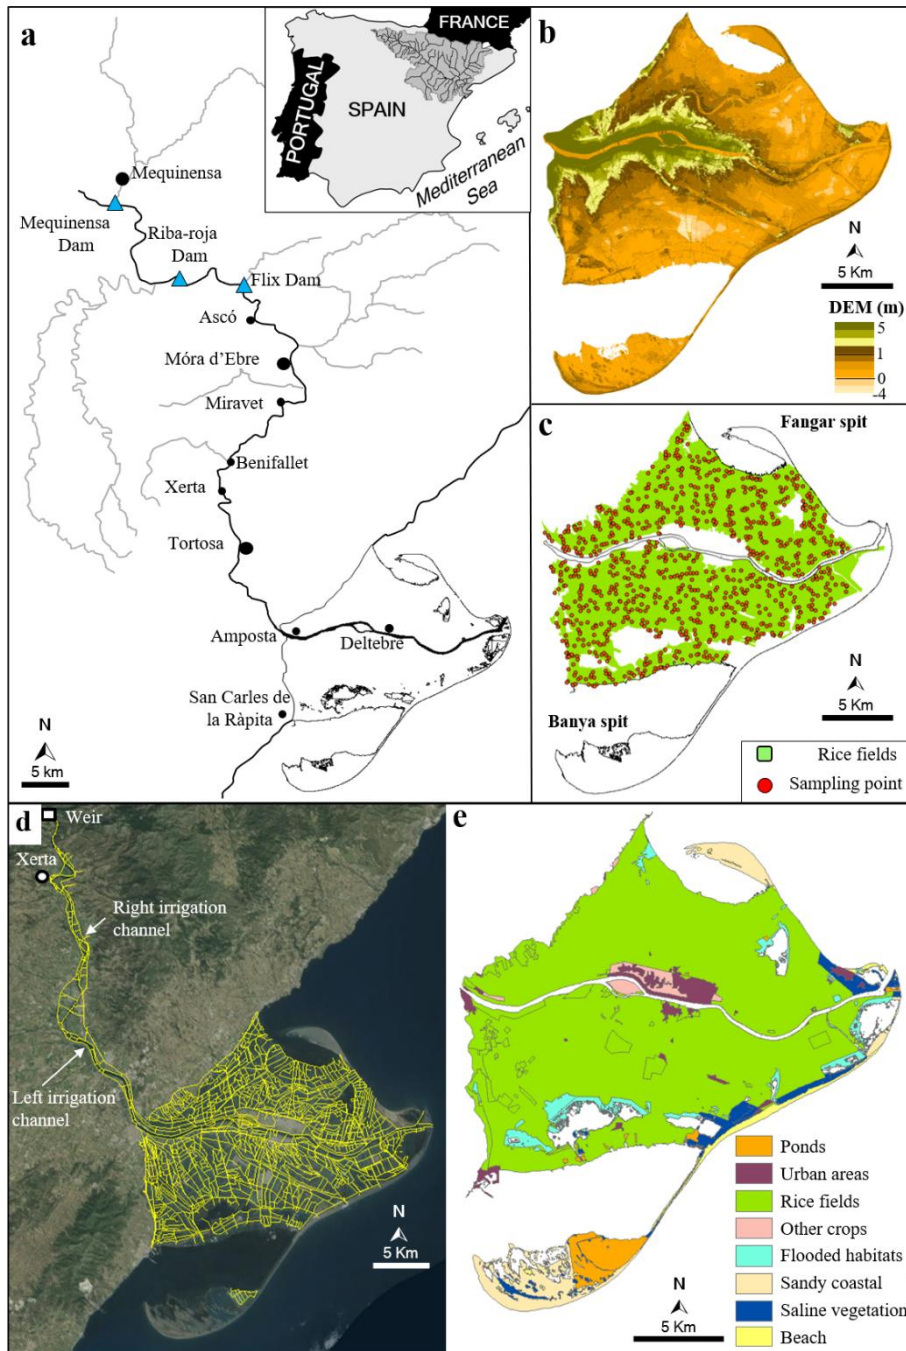 a
FRANCE
PORTUGAL
SPAIN
Mediterranean
Sea
Mequinensa
Mequinensa
Dam
Riba-roja
Dam
Flix Dam
Ascó
Móra d'Ebre
Miravet
Benifallet
Xerta
Tortosa
Amposta
Deltebre
San Carles de
la Ràpita
N
5 km
b
N
5 Km
DEM (m)
5
1
0
-4
c
Fangar spit
N
5 Km
Banya spit
Rice fields
Sampling point
d
Weir
Xerta
Right irrigation
channel
Left irrigation
channel
N
5 Km
e
Ponds
Urban areas
Rice fields
Other crops
Flooded habitats
Sandy coastal
Saline vegetation
Beach
N
5 Km